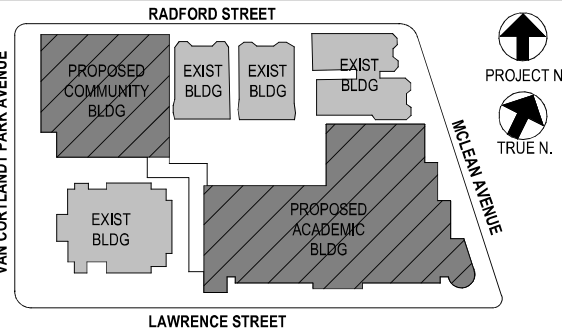 RADFORD STREET
VAN CORTLANDT PARK AVENUE
PROPOSED
COMMUNITY
BLDG
EXIST
BLDG
EXIST
BLDG
EXIST
BLDG
PROJECT N
TRUE N.
MCLEAN AVENUE
EXIST
BLDG
PROPOSED
ACADEMIC
BLDG
LAWRENCE STREET